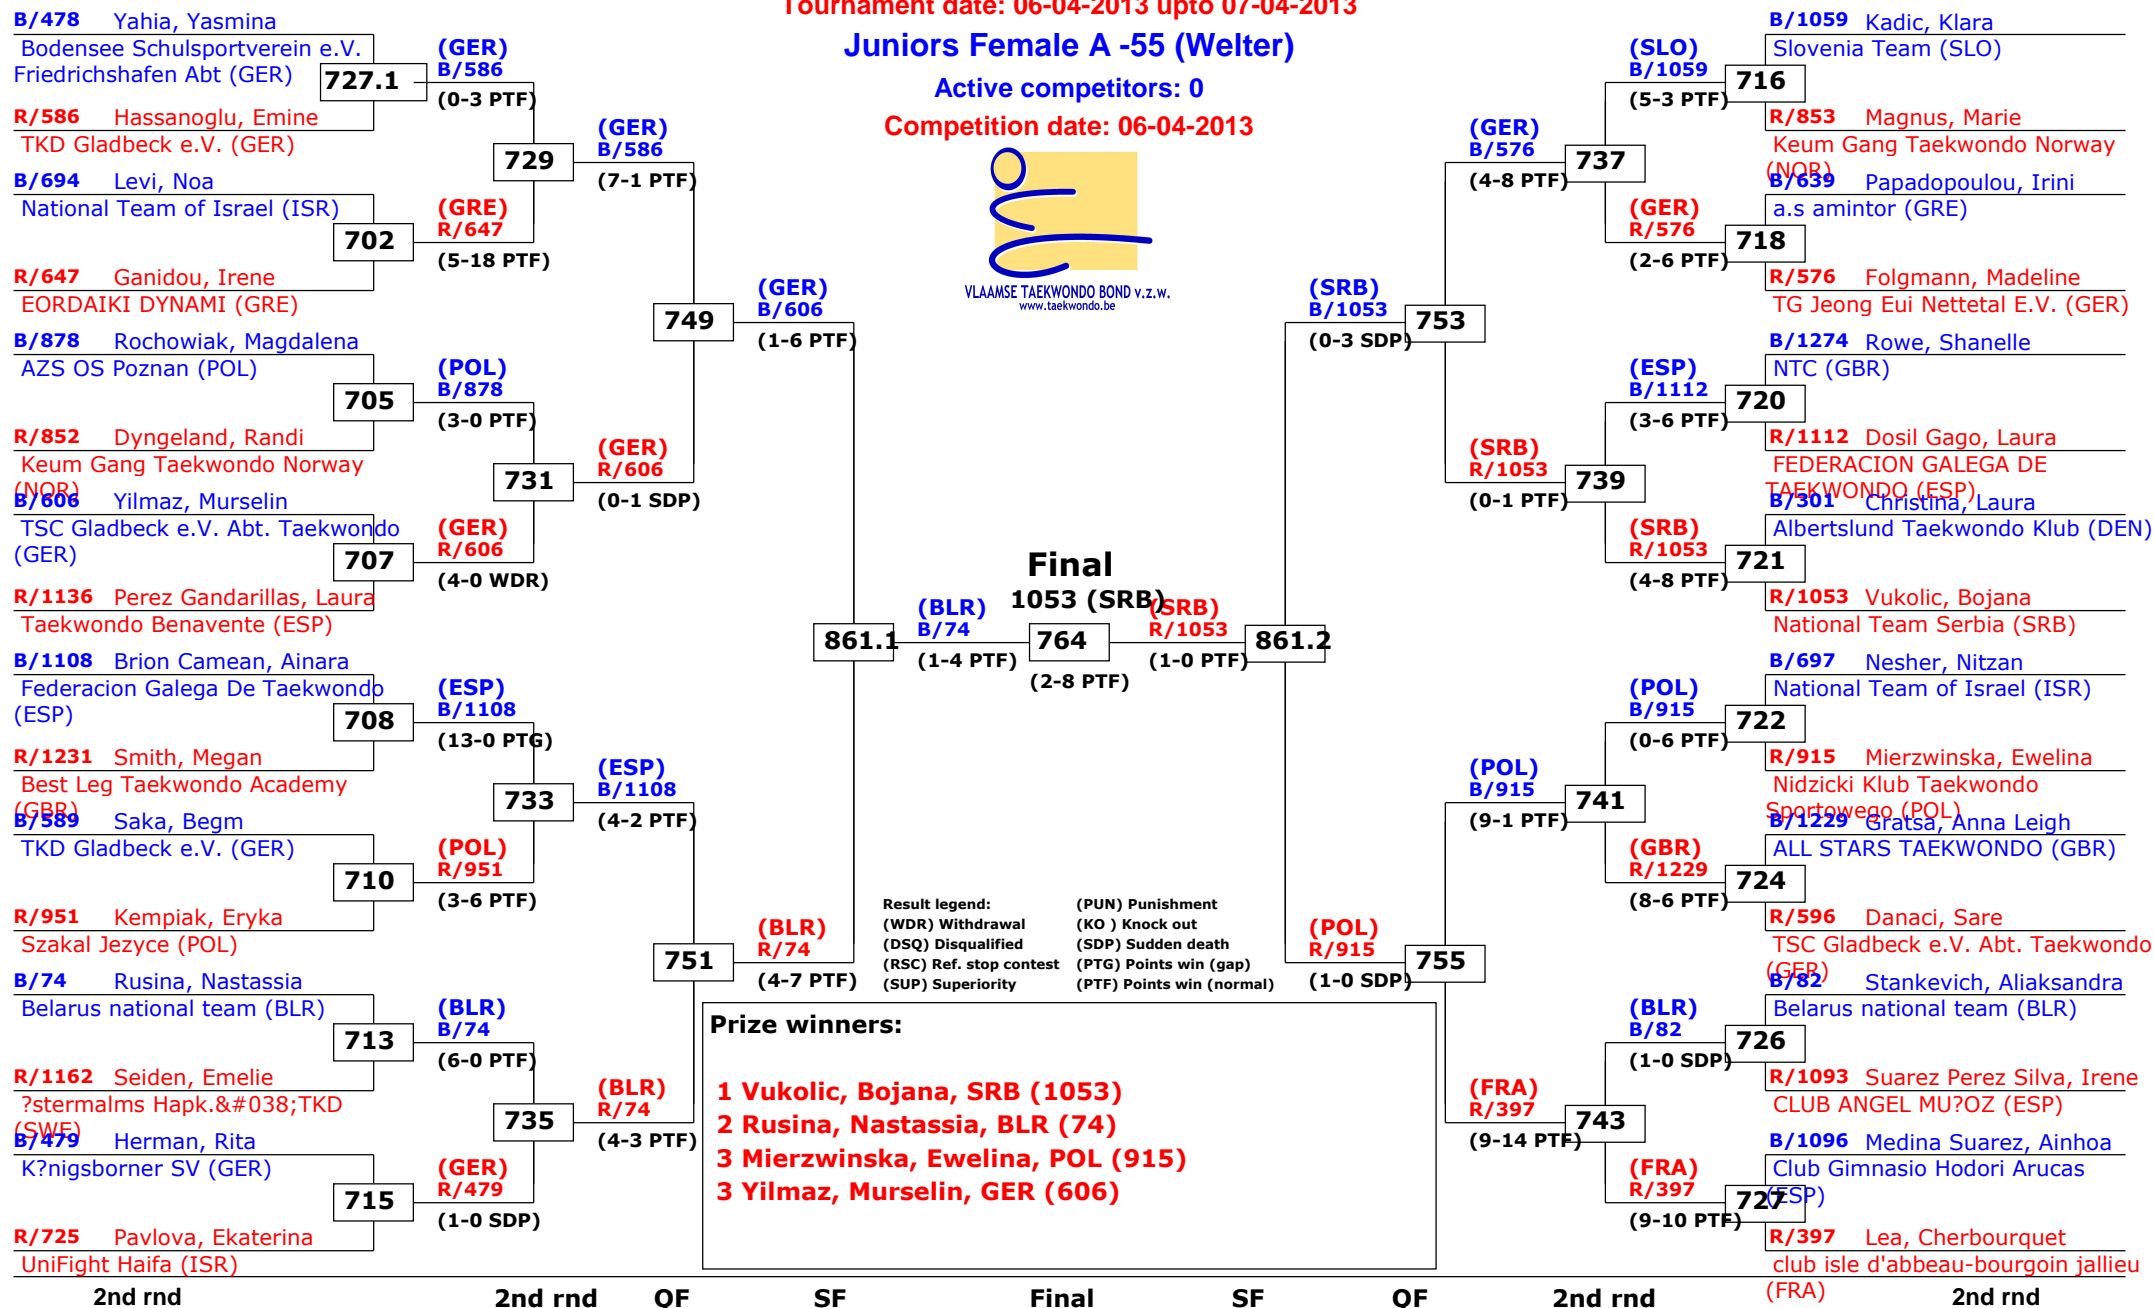 Tournament date: 06-04-2013 upto 07-04-2013
Juniors Female A -55 (Welter)
Active competitors: 0
Competition date: 06-04-2013
VLAAMSE TAEKWONDO BOND v.z.w.
www.taekwondo.be
B/478 Yahia, Yasmina
Bodensee Schulsportverein e.V.
Friedrichshafen Abt (GER)
727.1
R/586 Hassanoglu, Emine
TKD Gladbeck e.V. (GER)
B/694 Levi, Noa
National Team of Israel (ISR)
702
R/647 Ganidou, Irene
EORDAIKI DYNAMI (GRE)
B/878 Rochowiak, Magdalena
AZS OS Poznan (POL)
705
R/852 Dyngeland, Randi
Keum Gang Taekwondo Norway
(NOR)
B/606 Yilmaz, Murselin
TSC Gladbeck e.V. Abt. Taekwondo
(GER)
707
R/1136 Perez Gandarillas, Laura
Taekwondo Benavente (ESP)
B/1108 Brion Camean, Ainara
Federacion Galega De Taekwondo
(ESP)
708
R/1231 Smith, Megan
Best Leg Taekwondo Academy
(GBR)
B/589 Saka, Begm
TKD Gladbeck e.V. (GER)
710
R/951 Kempiak, Eryka
Szakal Jezyce (POL)
B/74 Rusina, Nastassia
Belarus national team (BLR)
713
R/1162 Seiden, Emelie
?stermalms Hapk.&#038;TKD
(SWE)
B/479 Herman, Rita
K?nigsborner SV (GER)
715
R/725 Pavlova, Ekaterina
UniFight Haifa (ISR)
(GER)
B/586
(0-3 PTF)
729
(GRE)
R/647
(5-18 PTF)
(POL)
B/878
(3-0 PTF)
731
(GER)
R/606
(4-0 WDR)
(ESP)
B/1108
(13-0 PTG)
733
(POL)
R/951
(3-6 PTF)
(BLR)
B/74
(6-0 PTF)
735
(GER)
R/479
(1-0 SDP)
(GER)
B/586
(7-1 PTF)
749
(GER)
R/606
(0-1 SDP)
(ESP)
B/1108
(4-2 PTF)
751
(BLR)
R/74
(4-3 PTF)
(GER)
B/606
(1-6 PTF)
861.1
(BLR)
R/74
(4-7 PTF)
(BLR)
B/74
(1-4 PTF)
Final
1053 (SRB)
764
(2-8 PTF)
(SRB)
R/1053
(1-0 PTF)
861.2
(SRB)
B/1053
(0-3 SDP)
753
(POL)
R/915
(1-0 SDP)
755
(GER)
B/576
(4-8 PTF)
737
(SRB)
R/1053
(0-1 PTF)
739
(POL)
B/915
(9-1 PTF)
741
(FRA)
R/397
(9-14 PTF)
743
(SLO)
B/1059
(5-3 PTF)
716
(GER)
R/576
(2-6 PTF)
718
(ESP)
B/1112
(3-6 PTF)
720
(SRB)
R/1053
(4-8 PTF)
721
(POL)
B/915
(0-6 PTF)
722
(GBR)
R/1229
(8-6 PTF)
724
(BLR)
B/82
(1-0 SDP)
726
(FRA)
R/397
(9-10 PTF)
727
B/1059 Kadic, Klara
Slovenia Team (SLO)
R/853 Magnus, Marie
Keum Gang Taekwondo Norway
(NOR)
B/639 Papadopoulou, Irini
a.s amintor (GRE)
R/576 Folgmann, Madeline
TG Jeong Eui Nettetal E.V. (GER)
B/1274 Rowe, Shanelle
NTC (GBR)
R/1112 Dosil Gago, Laura
FEDERACION GALEGA DE
TAEKWONDO (ESP)
B/301 Christina, Laura
Albertslund Taekwondo Klub (DEN)
R/1053 Vukolic, Bojana
National Team Serbia (SRB)
B/697 Nesher, Nitzan
National Team of Israel (ISR)
R/915 Mierzwinska, Ewelina
Nidzicki Klub Taekwondo
Sportowego (POL)
B/1229 Gratsa, Anna Leigh
ALL STARS TAEKWONDO (GBR)
R/596 Danaci, Sare
TSC Gladbeck e.V. Abt. Taekwondo
(GER)
B/82 Stankevich, Aliaksandra
Belarus national team (BLR)
R/1093 Suarez Perez Silva, Irene
CLUB ANGEL MU?OZ (ESP)
B/1096 Medina Suarez, Ainhoa
Club Gimnasio Hodori Arucas
(ESP)
R/397 Lea, Cherbourquet
club isle d'abbeau-bourgoin jallieu
(FRA)
Result legend: (PUN) Punishment
(WDR) Withdrawal (KO ) Knock out
(DSQ) Disqualified (SDP) Sudden death
(RSC) Ref. stop contest (PTG) Points win (gap)
(SUP) Superiority (PTF) Points win (normal)
Prize winners:
1 Vukolic, Bojana, SRB (1053)
2 Rusina, Nastassia, BLR (74)
3 Mierzwinska, Ewelina, POL (915)
3 Yilmaz, Murselin, GER (606)
2nd rnd 2nd rnd QF SF Final SF QF 2nd rnd 2nd rnd